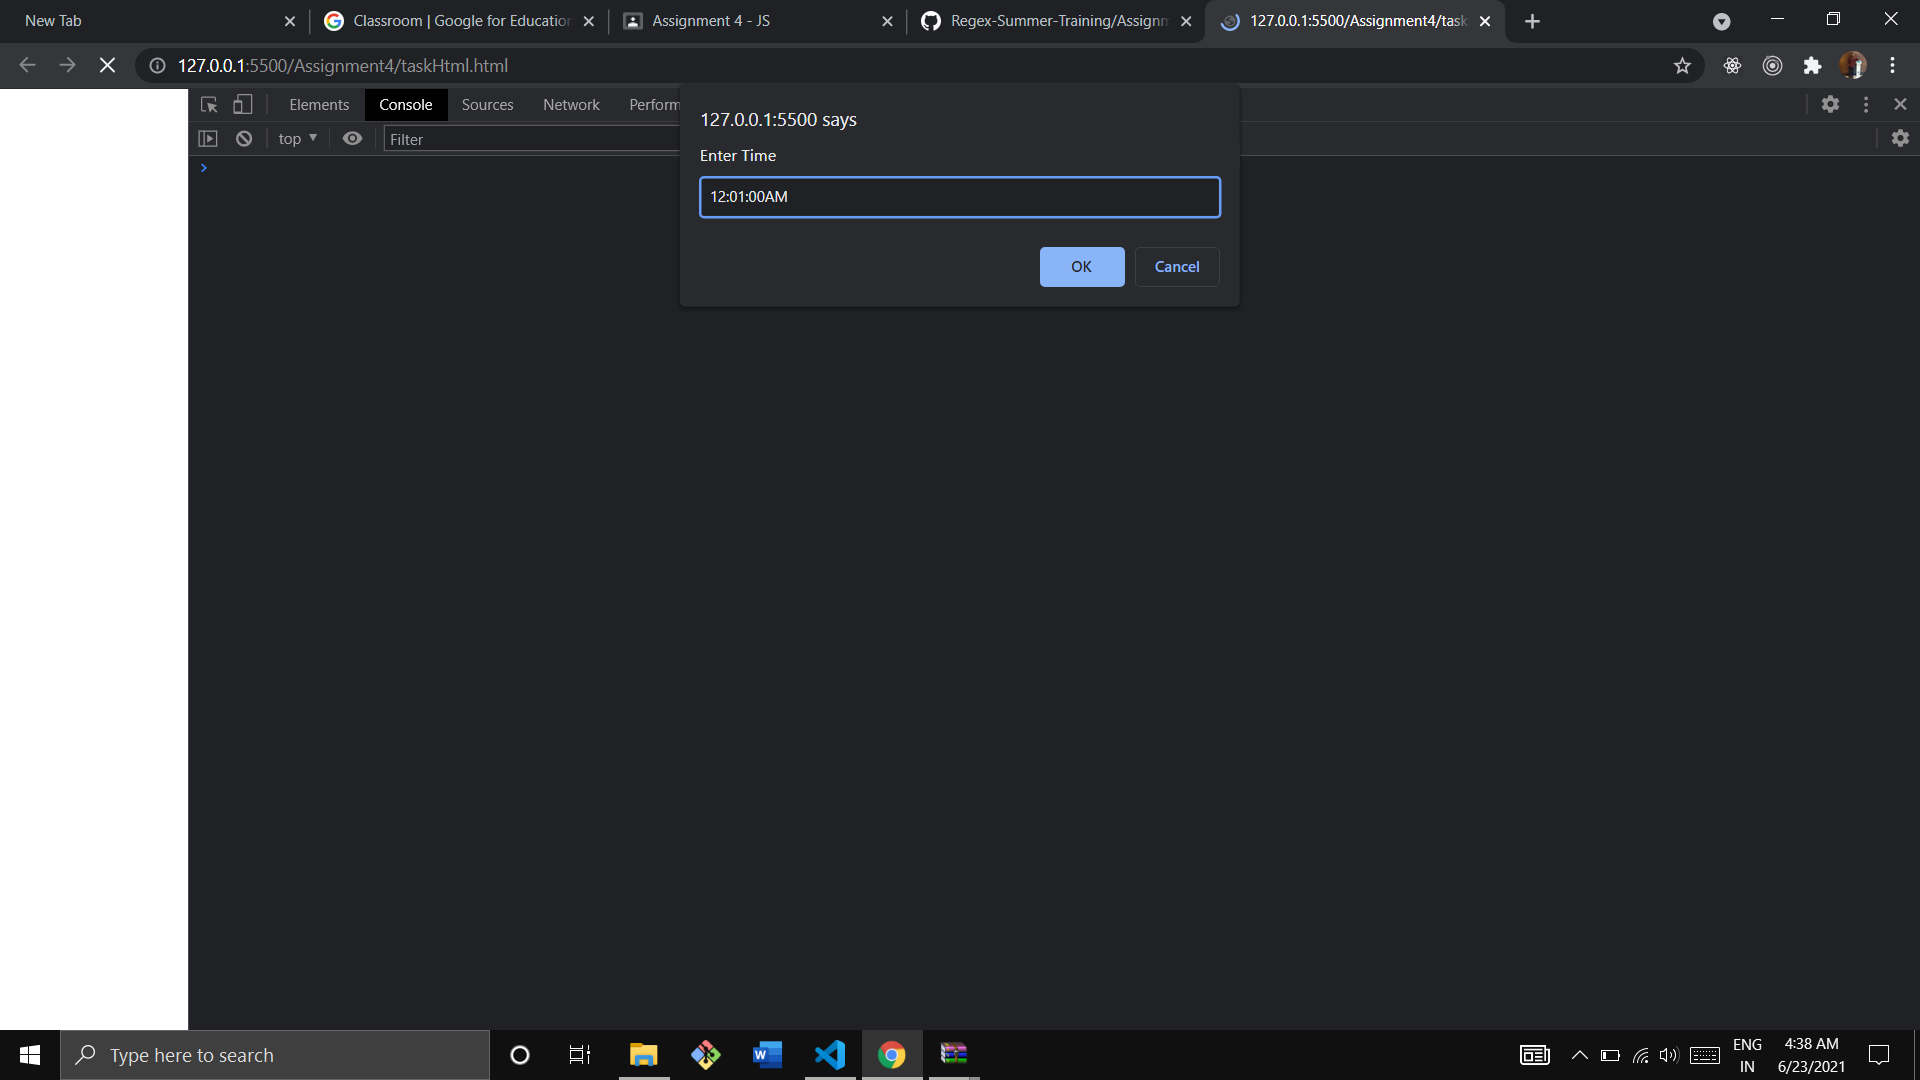 New Tab
Classroom | Google for Education
Assignment 4 - JS
Regex-Summer-Training/Assignm
127.0.0.1:5500/Assignment4/task
127.0.0.1:5500/Assignment4/taskHtml.html
Elements Console Sources Network Perform
top
Filter
127.0.0.1:5500 says
Enter Time
12:01:00AM
OK Cancel
Type here to search
ENG
IN
4:38 AM
6/23/2021